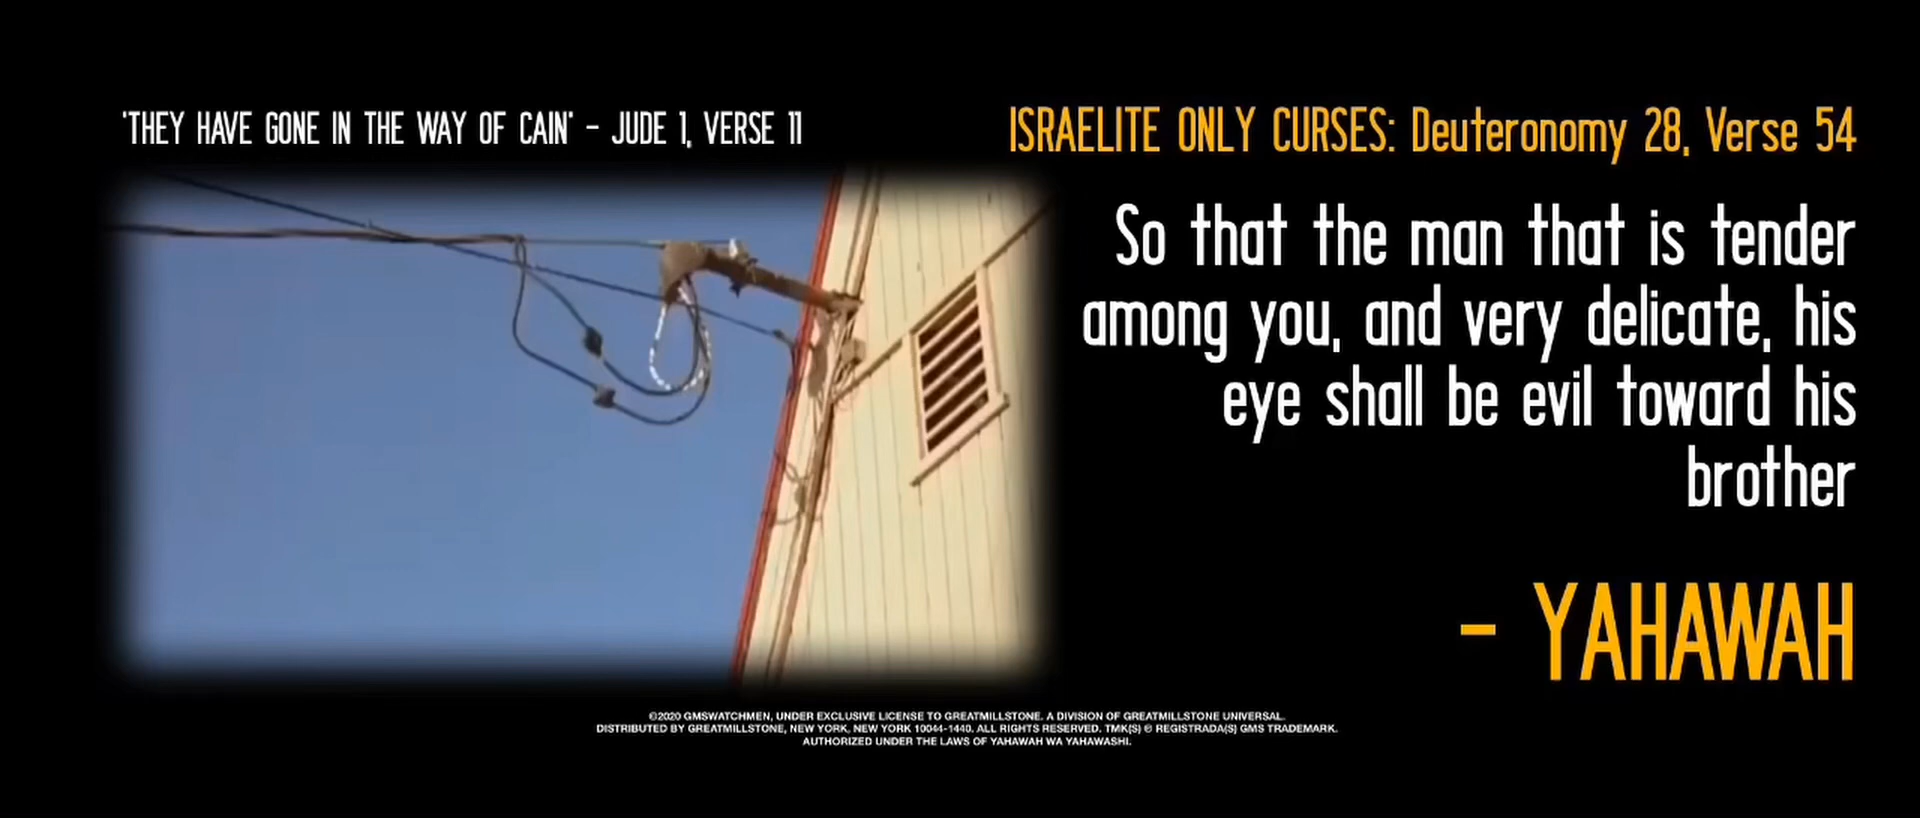 'THEY HAVE GONE IN THE WAY OF CAIN' - JUDE 1, VERSE 11
ISRAELITE ONLY CURSES: Deuteronomy 28, Verse 54
So that the man that is tender
among you, and very delicate, his
eye shall be evil toward his
brother
- YAHAWAH
©2020 GMSWATCHMEN, UNDER EXCLUSIVE LICENSE TO GREATMILLSTONE. A DIVISION OF GREATMILLSTONE UNIVERSAL.
DISTRIBUTED BY GREATMILLSTONE, NEW YORK, NEW YORK 10044-1440. ALL RIGHTS RESERVED. TMK(S) ® REGISTRADA(S) GMS TRADEMARK.
AUTHORIZED UNDER THE LAWS OF YAHAWAH WA YAHAWASHI.